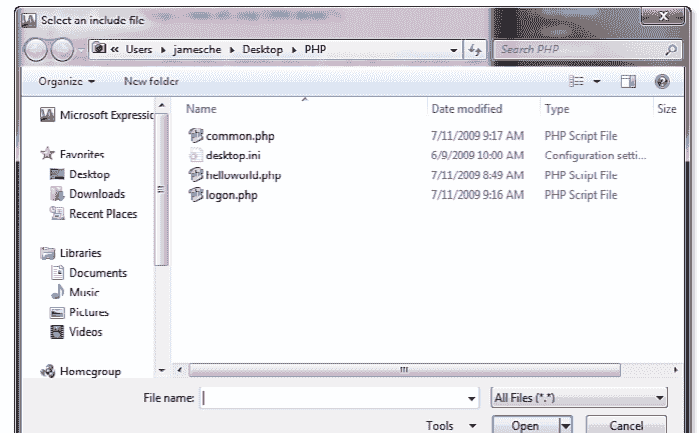 Select an include file
x
« Users ▸ jamesche ▸ Desktop ▸ PHP
Search PHP
Organize ▾ New folder
Name Date modified Type Size
Microsoft Expressic
common.php 7/11/2009 9:17 AM PHP Script File
desktop.ini 6/9/2009 10:00 AM Configuration setti...
helloworld.php 7/11/2009 8:49 AM PHP Script File
logon.php 7/11/2009 9:16 AM PHP Script File
Favorites
Desktop
Downloads
Recent Places
Libraries
Documents
Music
Pictures
Videos
Homegroup
File name:
All Files (*.*)
Tools ▾ Open Cancel